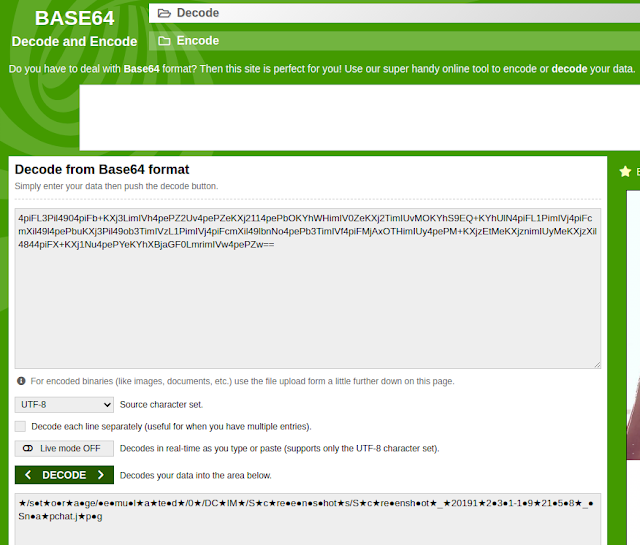 BASE64
Decode and Encode
Decode
Encode
Do you have to deal with Base64 format? Then this site is perfect for you! Use our super handy online tool to encode or decode your data.
Decode from Base64 format
Simply enter your data then push the decode button.
4piFL3Pil4904piFb+KXj3LimIVh4pePZ2Uv4pePZeKXj2114pePbOKYhWHimIV0ZeKXj2TimIUvMOKYhS9EQ+KYhUlN4piFL1PimIVj4piFc
mXil49l4pePbuKXj3Pil49ob3TimIVzL1PimIVj4piFcmXil49lbnNo4pePb3TimIVf4piFMjAxOTHimIUy4pePM+KXjzEtMeKXjznimIUyMeKXjzXil
4844piFX+KXj1Nu4pePYeKYhXBjaGF0LmrimIVw4pePZw==
For encoded binaries (like images, documents, etc.) use the file upload form a little further down on this page.
UTF-8
Source character set.
Decode each line separately (useful for when you have multiple entries).
Live mode OFF
Decodes in real-time as you type or paste (supports only the UTF-8 character set).
< DECODE >
Decodes your data into the area below.
★/s●t★o●r★a●ge/●e●mu●l★a★te●d★/0★/DC★IM★/S★c★re●e●n●s●hot★s/S★c★re●ensh●ot★_★20191★2●3●1-1●9★21●5●8★_●
Sn●a★pchat.j★p●g